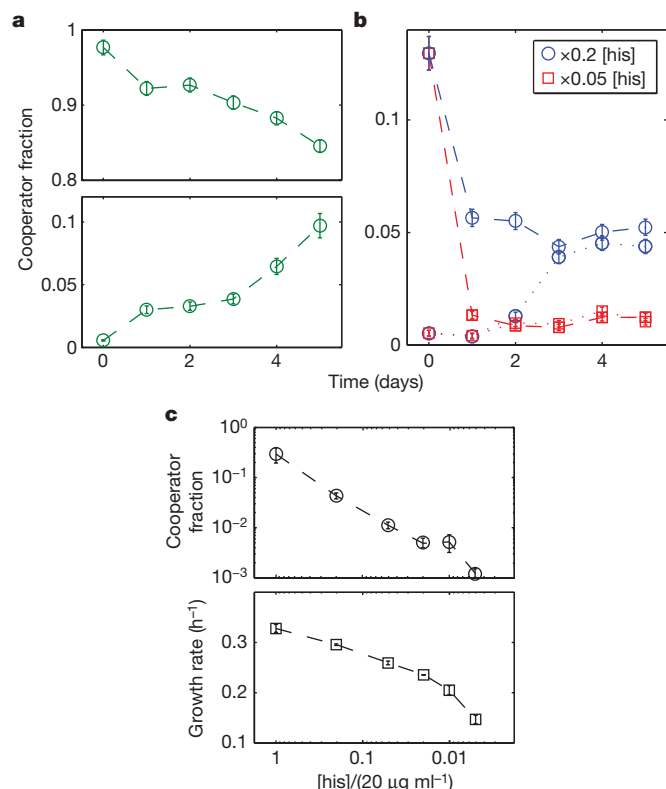 a
b
1
0.9
0.8
0.1
0.05
0
Cooperator fraction
0
2
4
0.1
0.05
0
0
2
4
×0.2 [his]
×0.05 [his]
Time (days)
c
10⁰
10⁻¹
10⁻²
10⁻³
Cooperator
fraction
0.3
0.2
0.1
Growth rate (h⁻¹)
1
0.1
0.01
[his]/(20 μg ml⁻¹)